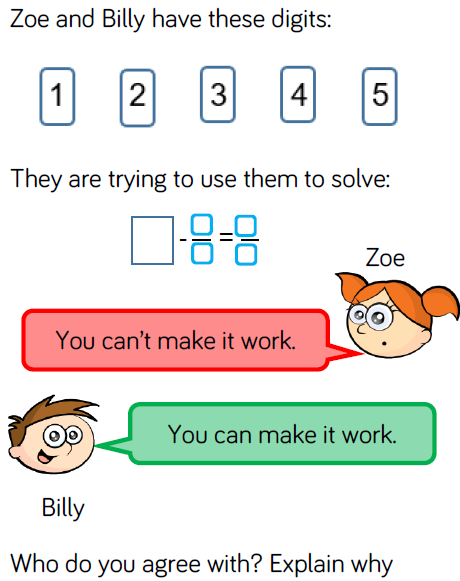 Zoe and Billy have these digits:
1 2 3 4 5
They are trying to use them to solve:
- =
Zoe
You can't make it work.
You can make it work.
Billy
Who do you agree with? Explain why